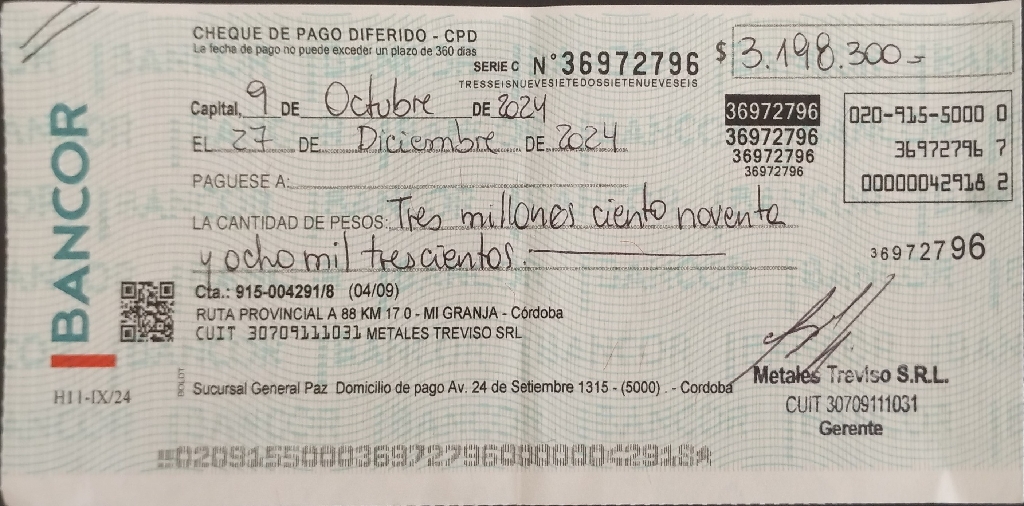 CHEQUE DE PAGO DIFERIDO - CPD
La fecha de pago no puede exceder un plazo de 360 días
SERIE C N° 36972796
TRESSEISNUEVESIETEDOSSIETENUEVESEIS
$ 3.198.300-
Capital, 9 DE Octubre DE 2024
EL 27 DE Diciembre DE 2024
36972796
36972796
36972796
36972796
020-915-5000 0
36972796 7
00000042918 2
PAGUESE A:
LA CANTIDAD DE PESOS: Tres millones ciento noventa
y ocho mil trescientos.
36972796
BANCOR
Cta.: 915-004291/8 (04/09)
RUTA PROVINCIAL A 88 KM 17 0 - MI GRANJA - Córdoba
CUIT 30709111031 METALES TREVISO SRL
BOLDT
H11-IX/24
Sucursal General Paz Domicilio de pago Av. 24 de Setiembre 1315 - (5000) . - Cordoba
Metales Treviso S.R.L.
CUIT 30709111031
Gerente
02091550003697279600000042918